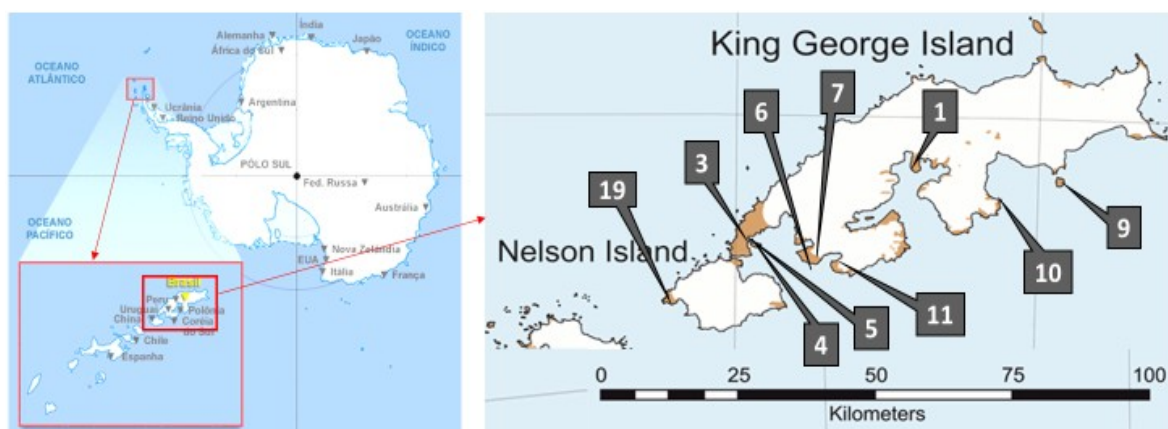 Índia
Alemanha
África do Sul
Japão
OCEANO
ÍNDICO
OCEANO
ATLÂNTICO
Ucrânia
Reino Unido
Argentina
PÓLO SUL
Fed. Russa
Austrália
OCEANO
PACÍFICO
Nova Zelândia
EUA
Itália
França
Brasil
Peru
Uruguai
Polônia
China
Coréia
do Sul
Chile
Espanha
King George Island
Nelson Island
7
6
1
3
19
9
10
11
5
4
0
25
50
75
100
Kilometers